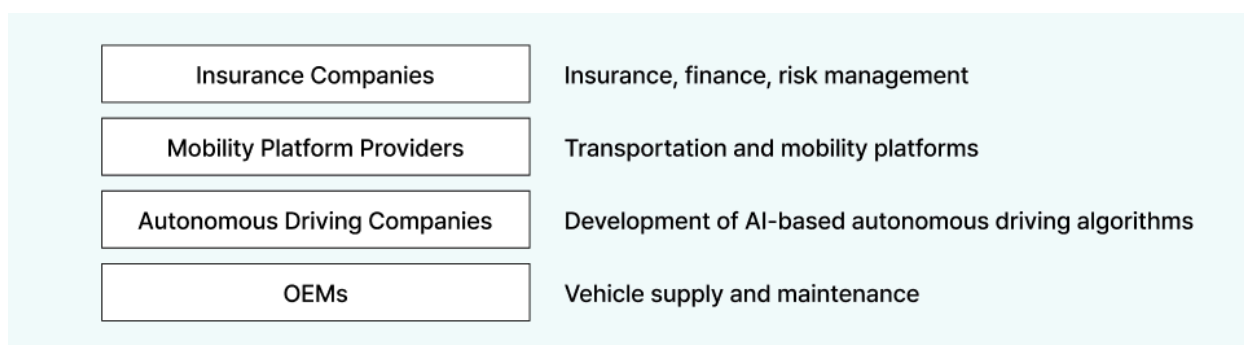 Insurance Companies
Insurance, finance, risk management
Mobility Platform Providers
Transportation and mobility platforms
Autonomous Driving Companies
Development of AI-based autonomous driving algorithms
OEMs
Vehicle supply and maintenance